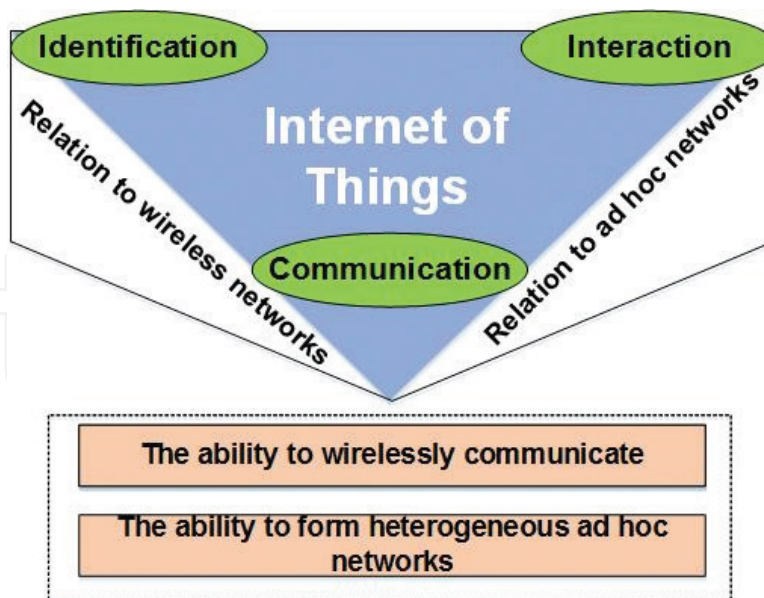 Identification
Interaction
Internet of
Things
Relation to wireless networks
Relation to ad hoc networks
Communication
The ability to wirelessly communicate
The ability to form heterogeneous ad hoc
networks